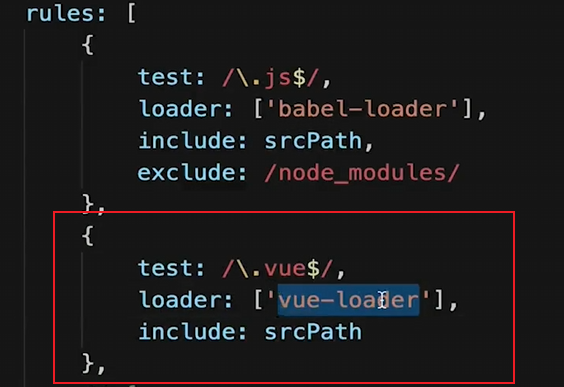 rules: [
{
test: /\.js$/,
loader: ['babel-loader'],
include: srcPath,
exclude: /node_modules/
},
{
test: /\.vue$/,
loader: ['vue-loader'],
include: srcPath
},